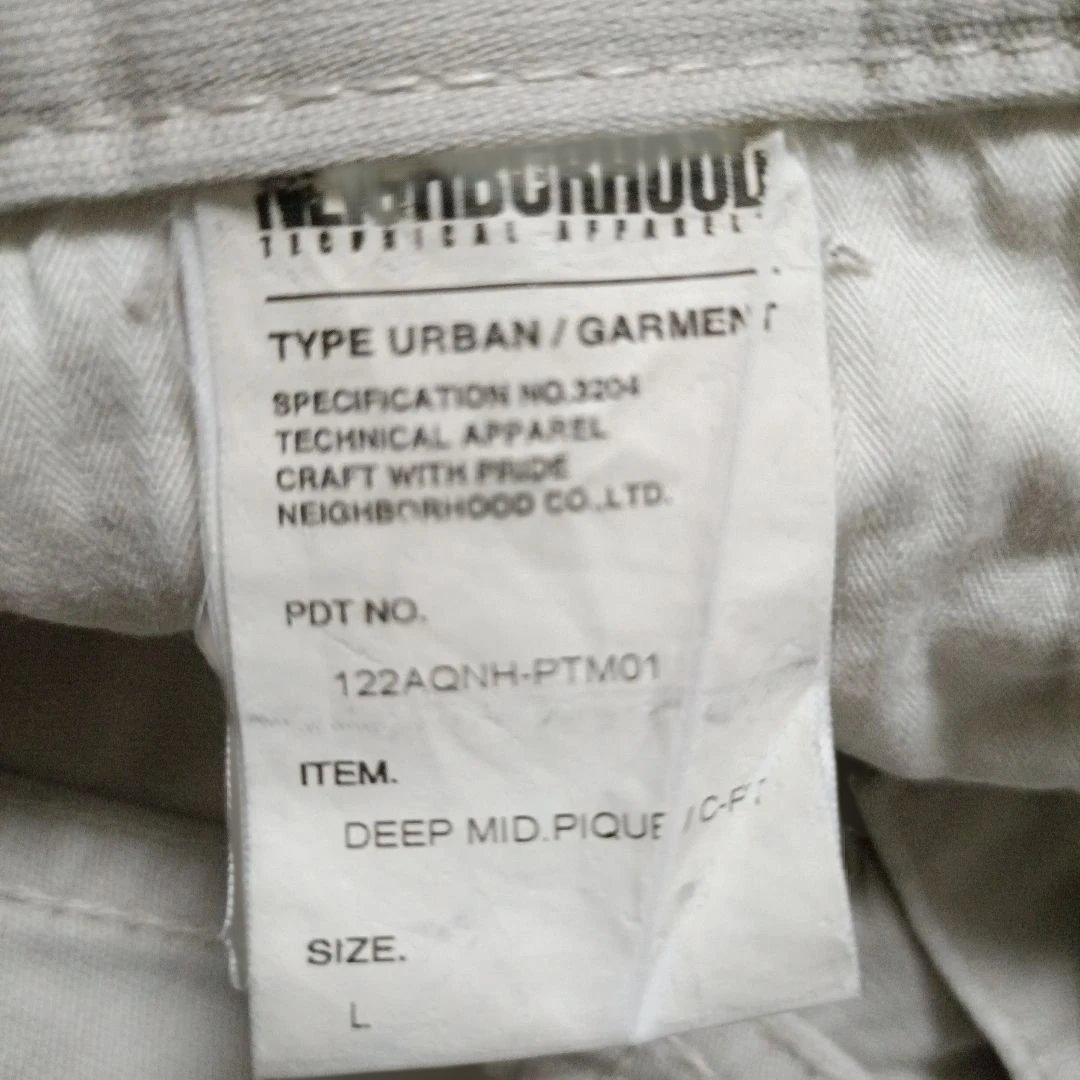 NEIGHBORHOOD
TECHNICAL APPAREL
TYPE URBAN / GARMENT
SPECIFICATION NO.3204
TECHNICAL APPAREL
CRAFT WITH PRIDE
NEIGHBORHOOD CO.,LTD.
PDT NO.
122AQNH-PTM01
ITEM.
DEEP MID.PIQUE / C-PT
SIZE.
L